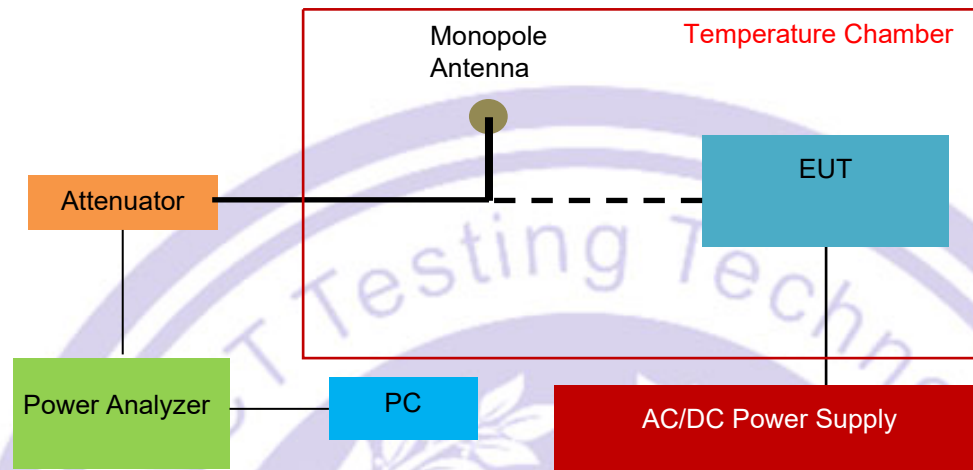 Monopole
Antenna
Temperature Chamber
EUT
Attenuator
Testing Techn
Power Analyzer
PC
AC/DC Power Supply